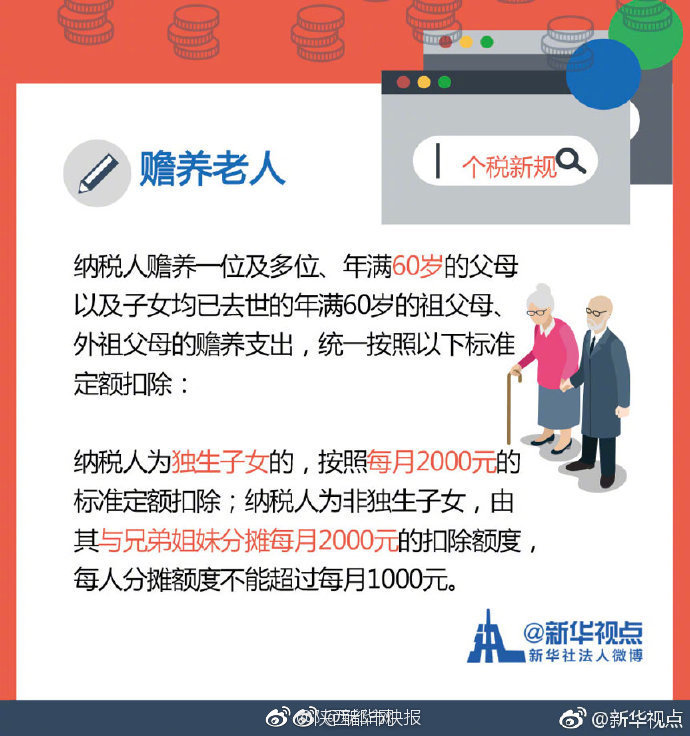 个税新规
赡养老人
纳税人赡养一位及多位、年满60岁的父母
以及子女均已去世的年满60岁的祖父母、
外祖父母的赡养支出，统一按照以下标准
定额扣除：
纳税人为独生子女的，按照每月2000元的
标准定额扣除；纳税人为非独生子女，由
其与兄弟姐妹分摊每月2000元的扣除额度，
每人分摊额度不能超过每月1000元。
@新华视点
新华社法人微博
@新华视点